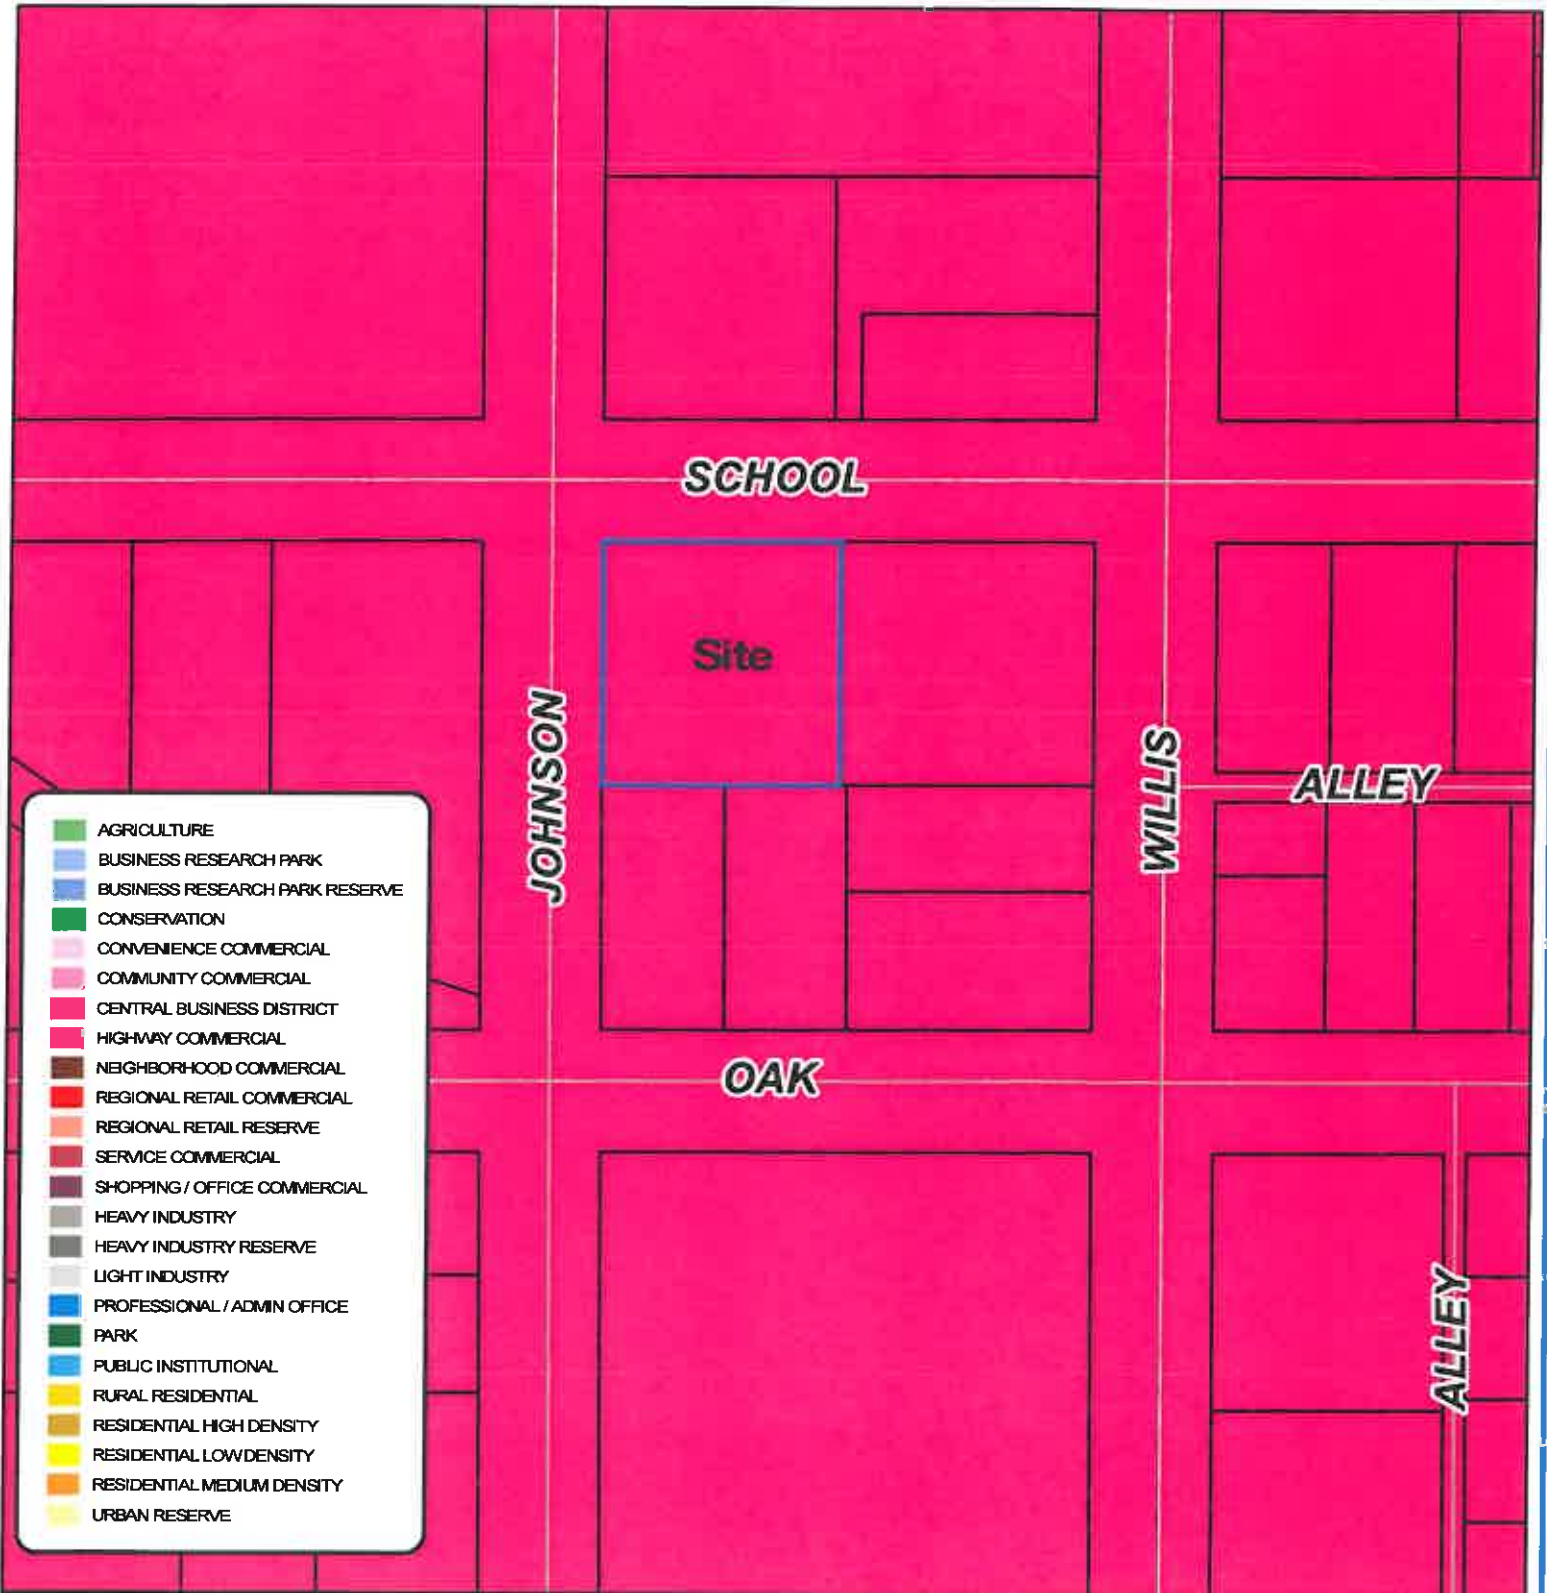 SCHOOL
Site
JOHNSON
WILLIS
ALLEY
OAK
ALLEY
AGRICULTURE
BUSINESS RESEARCH PARK
BUSINESS RESEARCH PARK RESERVE
CONSERVATION
CONVENIENCE COMMERCIAL
COMMUNITY COMMERCIAL
CENTRAL BUSINESS DISTRICT
HIGHWAY COMMERCIAL
NEIGHBORHOOD COMMERCIAL
REGIONAL RETAIL COMMERCIAL
REGIONAL RETAIL RESERVE
SERVICE COMMERCIAL
SHOPPING / OFFICE COMMERCIAL
HEAVY INDUSTRY
HEAVY INDUSTRY RESERVE
LIGHT INDUSTRY
PROFESSIONAL / ADMIN OFFICE
PARK
PUBLIC INSTITUTIONAL
RURAL RESIDENTIAL
RESIDENTIAL HIGH DENSITY
RESIDENTIAL LOW DENSITY
RESIDENTIAL MEDIUM DENSITY
URBAN RESERVE